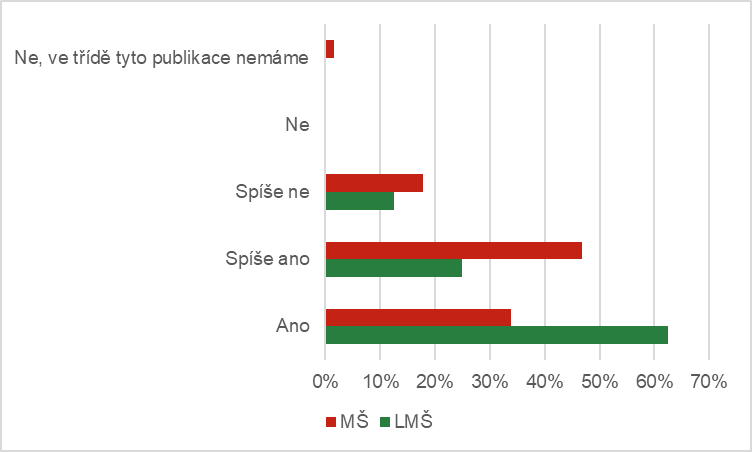 Ne, ve třídě tyto publikace nemáme
Ne
Spíše ne
Spíše ano
Ano
0% 10% 20% 30% 40% 50% 60% 70%
MŠ LMŠ